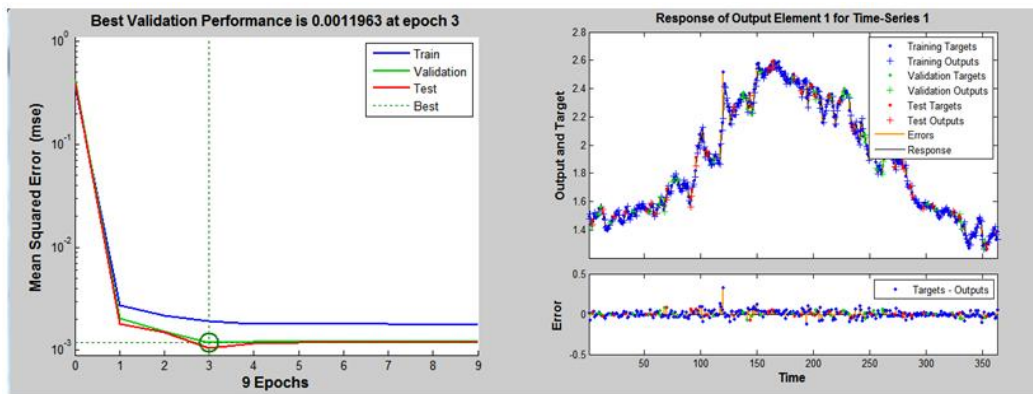 Best Validation Performance is 0.0011963 at epoch 3
Mean Squared Error (mse)
10^0
10^-1
10^-2
10^-3
Train
Validation
Test
Best
0 1 2 3 4 5 6 7 8 9
9 Epochs
Response of Output Element 1 for Time-Series 1
Output and Target
2.8
2.6
2.4
2.2
2
1.8
1.6
1.4
Training Targets
Training Outputs
Validation Targets
Validation Outputs
Test Targets
Test Outputs
Errors
Response
Error
0.5
0
-0.5
Targets - Outputs
50 100 150 200 250 300 350
Time